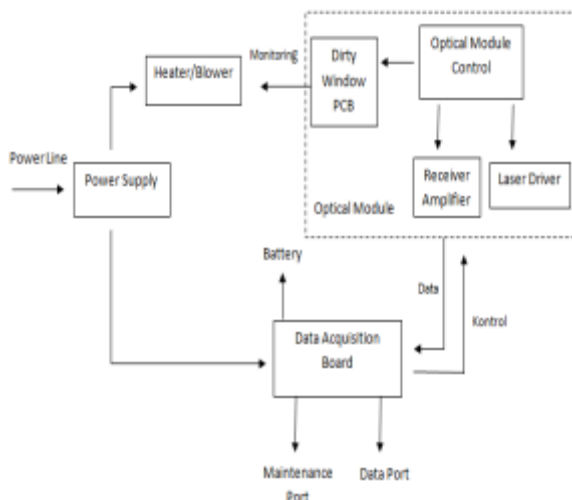 Optical Module
Control
Dirty
Window
PCB
Monitoring
Heater/Blower
Power Line
Power Supply
Receiver
Amplifier
Laser Driver
Optical Module
Battery
Data
Kontrol
Data Acquisition
Board
Maintenance
Port
Data Port